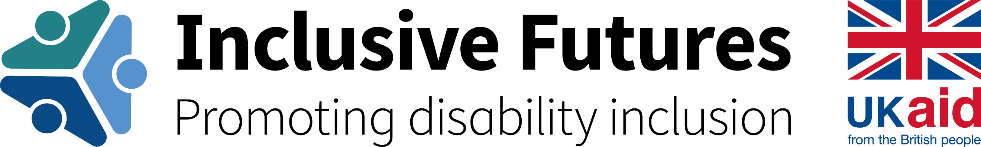 Inclusive Futures
Promoting disability inclusion
UKaid
from the British people